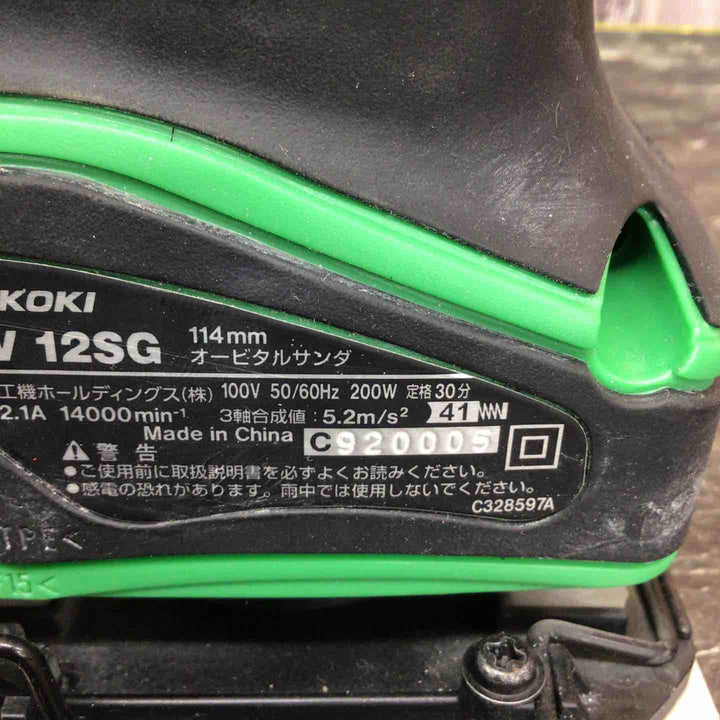 KOKI
12SG 114mm
オービタルサンダ
工機ホールディングス(株) 100V 50/60Hz 200W 定格30分
2.1A 14000min⁻¹ 3軸合成値:5.2m/s² 41
Made in China C920005
⚠警告
●ご使用前に取扱説明書を必ずよくお読みください。
●感電の恐れがあります。雨中では使用しないでください。
C328597A
TPE<
15<